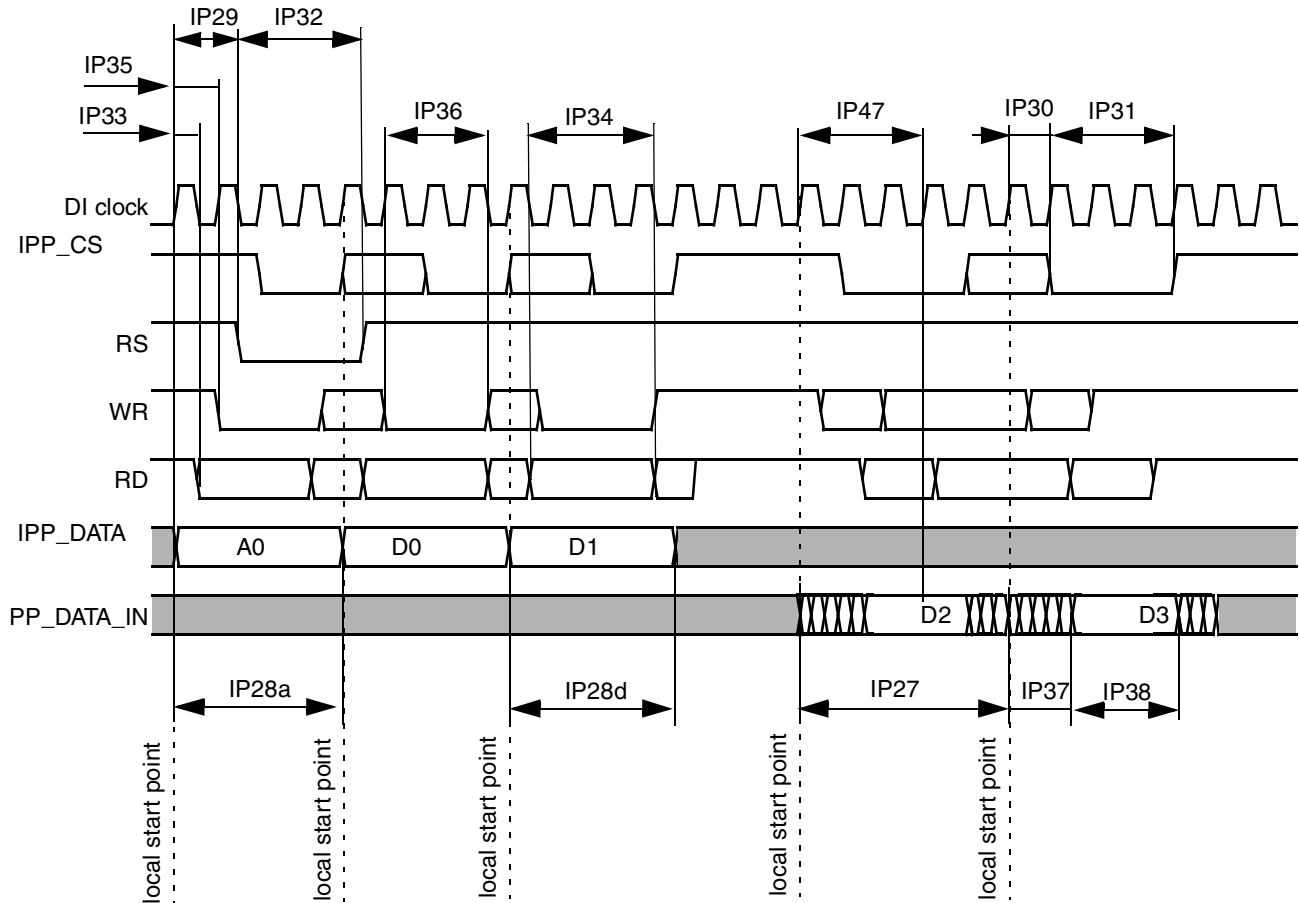 IP29
IP32
IP35
IP33
IP36
IP34
IP47
IP30
IP31
DI clock
IPP_CS
RS
WR
RD
IPP_DATA
A0
D0
D1
PP_DATA_IN
D2
D3
IP28a
IP28d
IP27
IP37
IP38
local start point
local start point
local start point
local start point
local start point